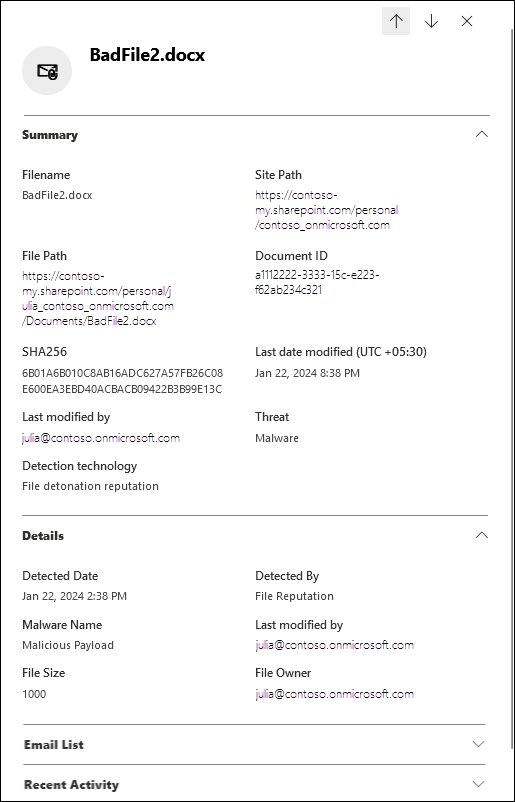 BadFile2.docx
Summary
Filename
BadFile2.docx
Site Path
https://contoso-
my.sharepoint.com/personal
/contoso_onmicrosoft.com
File Path
https://contoso-
my.sharepoint.com/personal/j
ulia_contoso_onmicrosoft.com
/Documents/BadFile2.docx
Document ID
a1112222-3333-15c-e223-
f62ab234c321
SHA256
6B01A6B010C8AB16ADC627A57FB26C08
E600EA3EBD40ACBACB09422B3B99E13C
Last date modified (UTC +05:30)
Jan 22, 2024 8:38 PM
Last modified by
julia@contoso.onmicrosoft.com
Threat
Malware
Detection technology
File detonation reputation
Details
Detected Date
Jan 22, 2024 2:38 PM
Detected By
File Reputation
Malware Name
Malicious Payload
Last modified by
julia@contoso.onmicrosoft.com
File Size
1000
File Owner
julia@contoso.onmicrosoft.com
Email List
Recent Activity